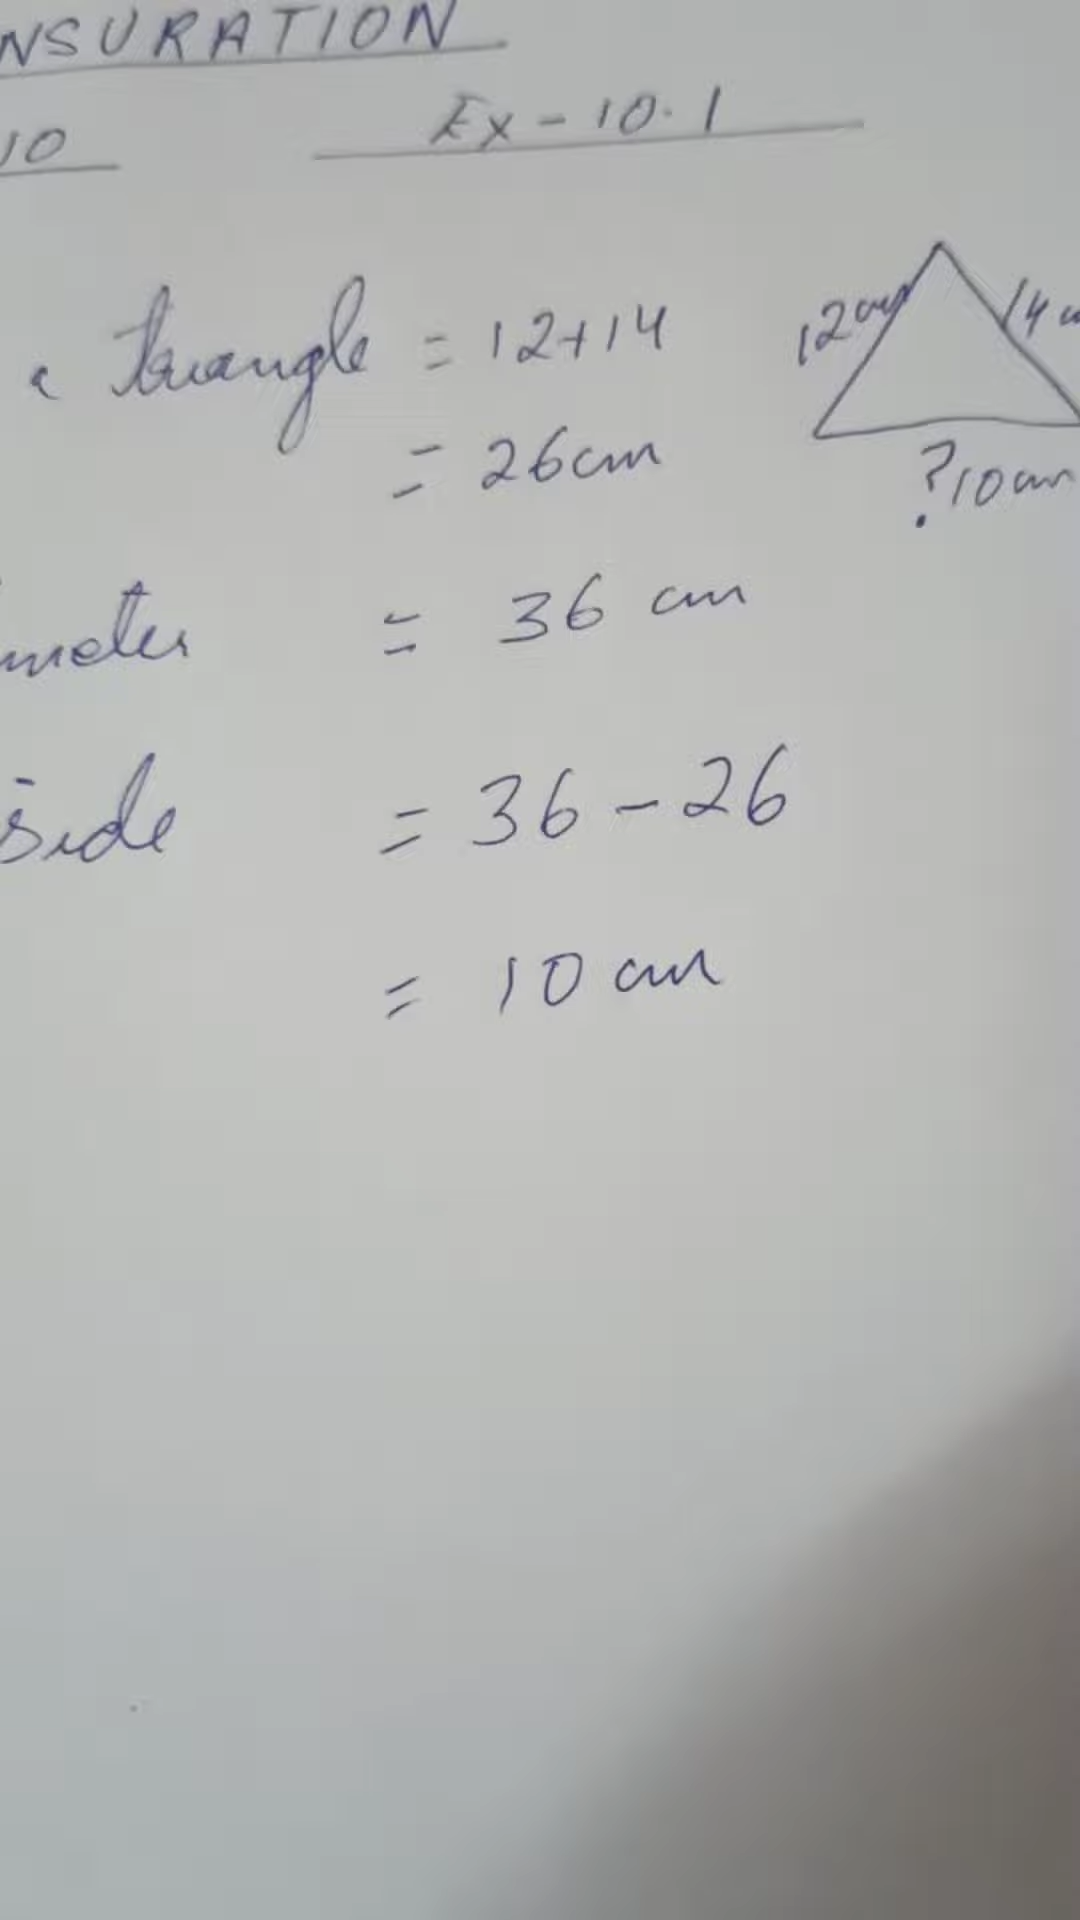 NSURATION
10 Ex - 10.1
triangle = 12+14
= 26cm
12cm
14
? 10cm
meter = 36 cm
side = 36 - 26
= 10 cm